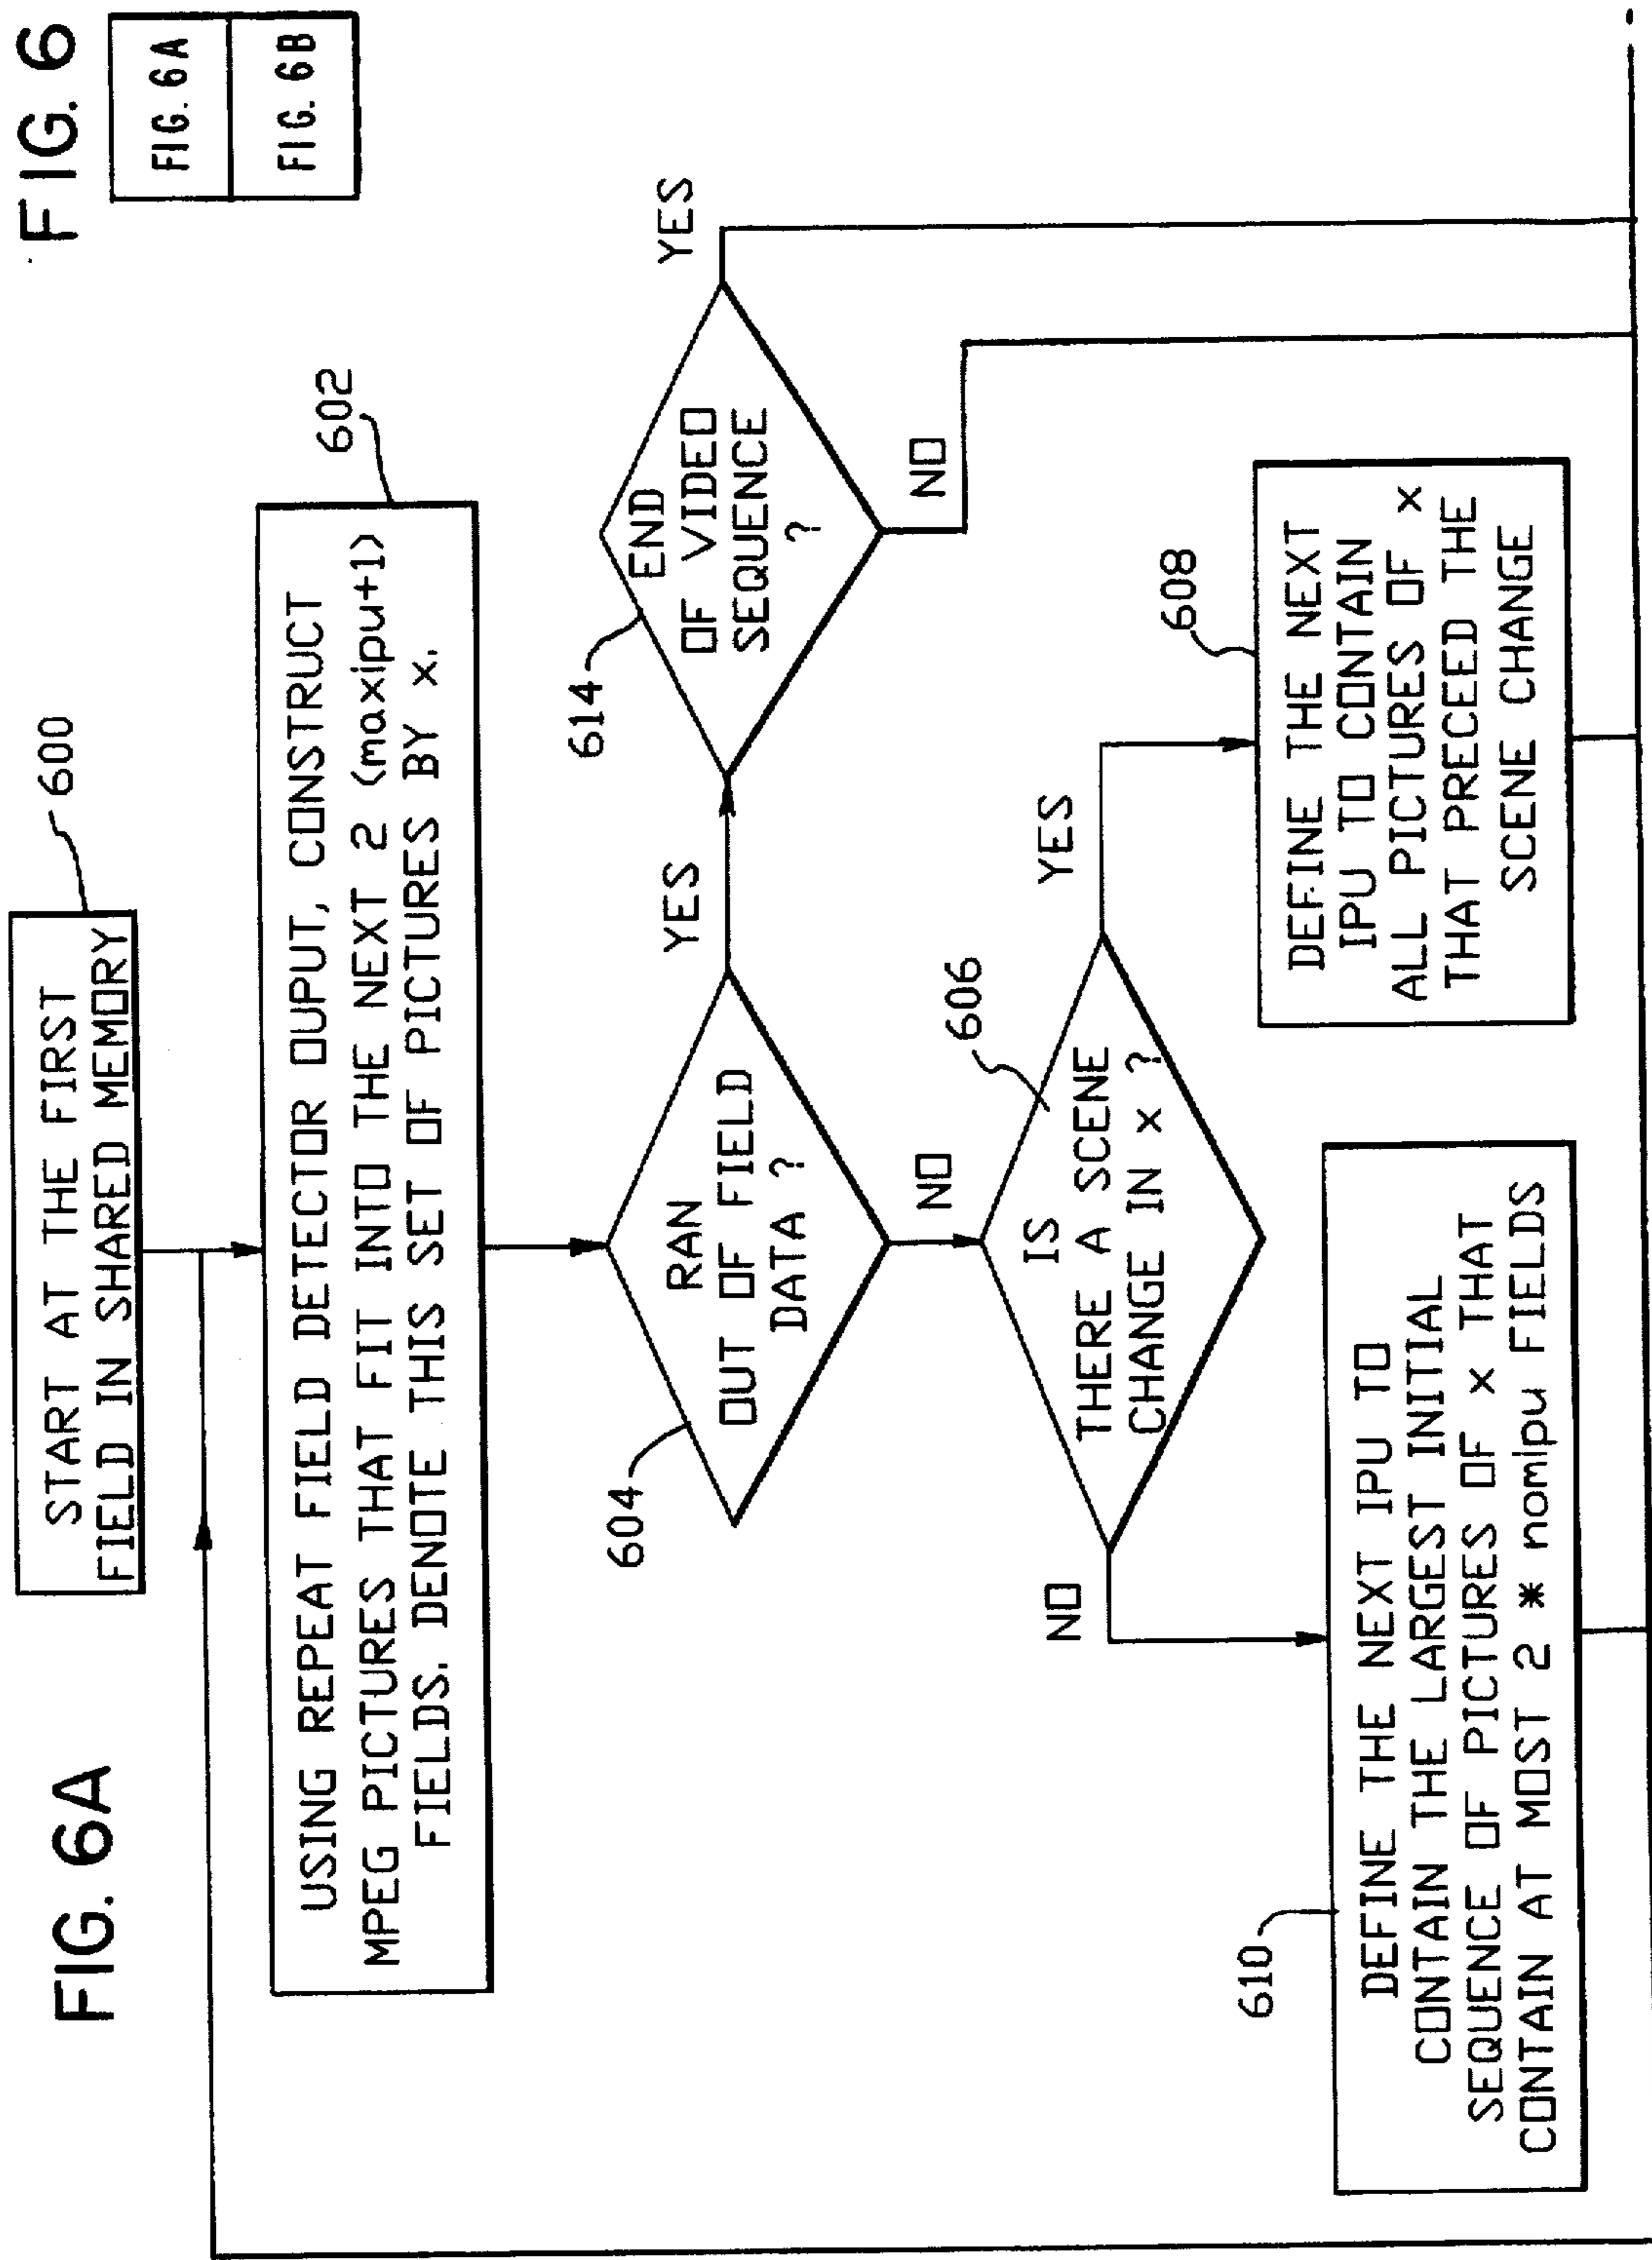 FIG. 6A
FIG. 6
FIG. 6A
FIG. 6B
START AT THE FIRST
FIELD IN SHARED MEMORY
600
USING REPEAT FIELD DETECTOR OUPUT, CONSTRUCT
MPEG PICTURES THAT FIT INTO THE NEXT 2 (maxipu+1)
FIELDS. DENOTE THIS SET OF PICTURES BY x.
602
RAN
OUT OF FIELD
DATA ?
604
YES
NO
END
OF VIDEO
SEQUENCE
?
614
YES
NO
IS
THERE A SCENE
CHANGE IN x ?
606
NO
YES
DEFINE THE NEXT IPU TO
CONTAIN THE LARGEST INITIAL
SEQUENCE OF PICTURES OF x THAT
CONTAIN AT MOST 2 * nomipu FIELDS
610
DEFINE THE NEXT
IPU TO CONTAIN
ALL PICTURES OF x
THAT PRECEED THE
SCENE CHANGE
608